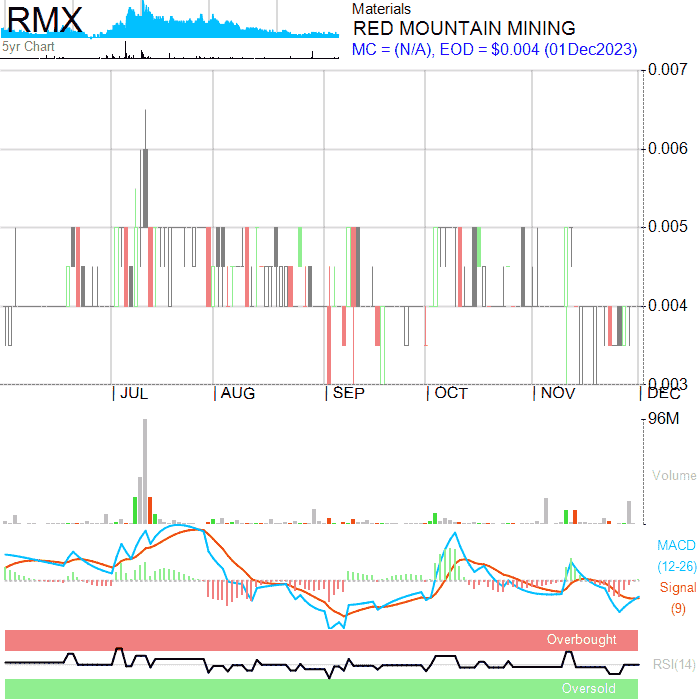 RMX
5yr Chart
Materials
RED MOUNTAIN MINING
MC = (N/A), EOD = $0.004 (01Dec2023)
0.007
0.006
0.005
0.004
0.003
JUL AUG SEP OCT NOV DEC
96M
Volume
MACD
(12-26)
Signal
(9)
Overbought
RSI(14)
Oversold